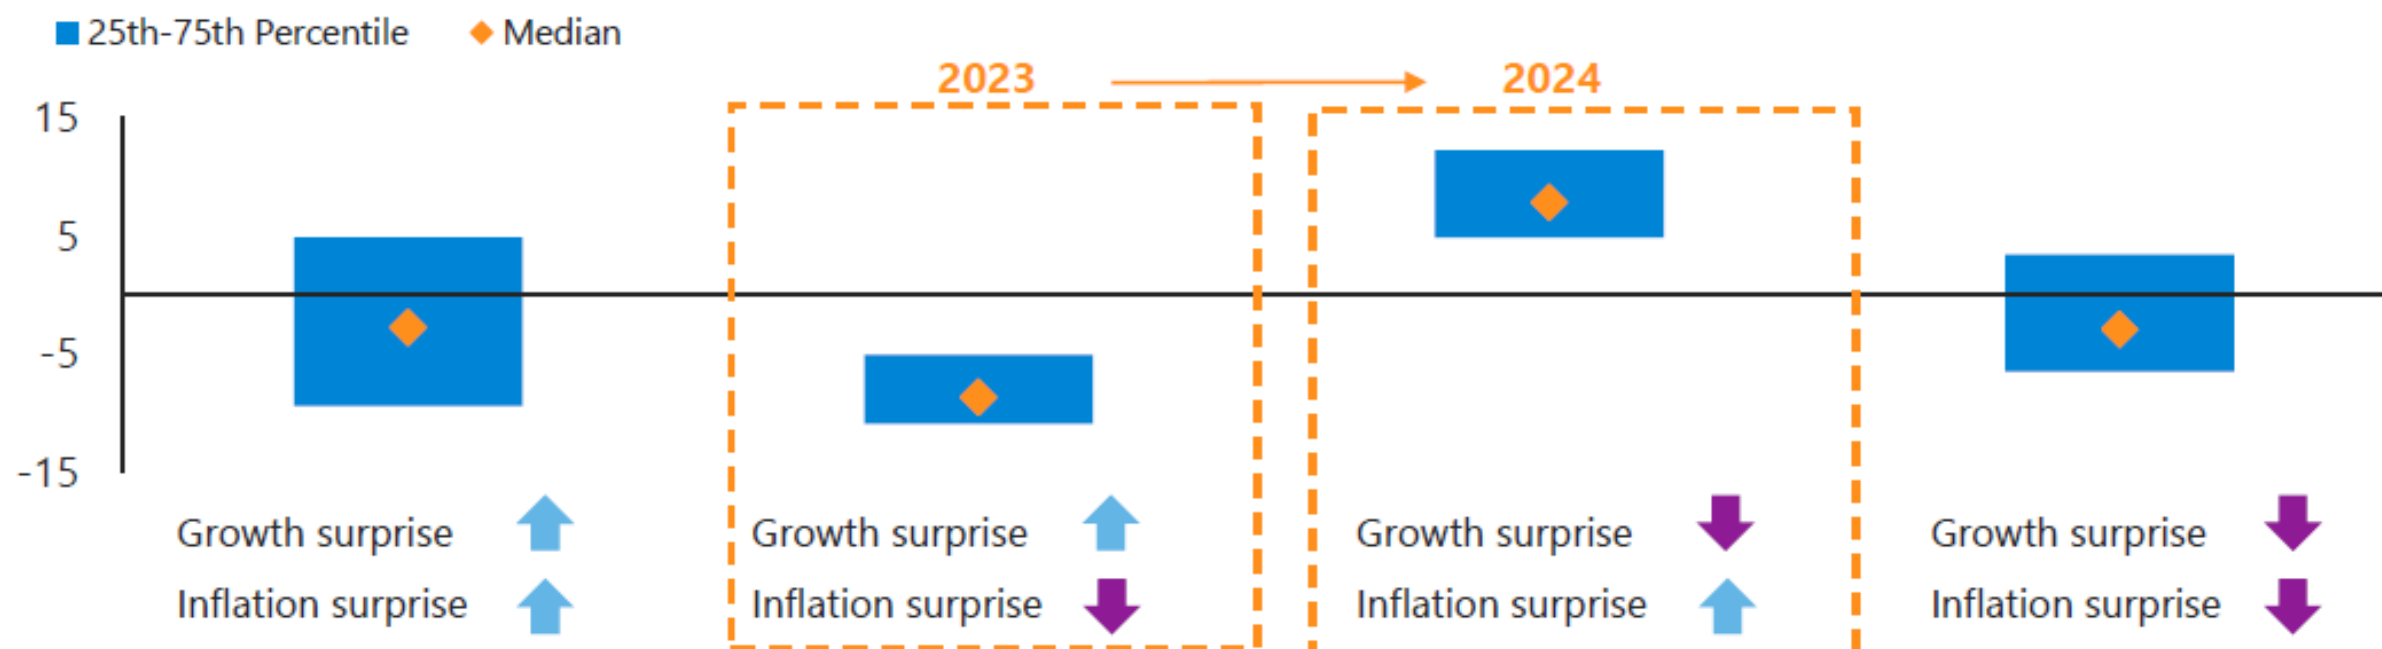 25th-75th Percentile Median
2023 2024
15
5
-5
-15
Growth surprise Growth surprise Growth surprise Growth surprise
Inflation surprise Inflation surprise Inflation surprise Inflation surprise